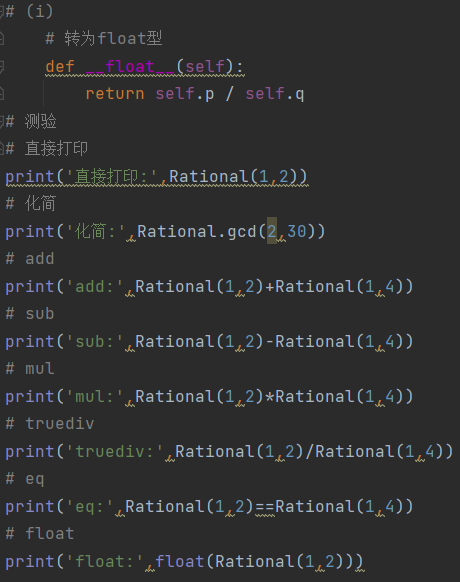 # (i)
    # 转为float型
    def __float__(self):
        return self.p / self.q
# 测验
# 直接打印
print('直接打印:',Rational(1,2))
# 化简
print('化简:',Rational.gcd(2,30))
# add
print('add:',Rational(1,2)+Rational(1,4))
# sub
print('sub:',Rational(1,2)-Rational(1,4))
# mul
print('mul:',Rational(1,2)*Rational(1,4))
# truediv
print('truediv:',Rational(1,2)/Rational(1,4))
# eq
print('eq:',Rational(1,2)==Rational(1,4))
# float
print('float:',float(Rational(1,2)))